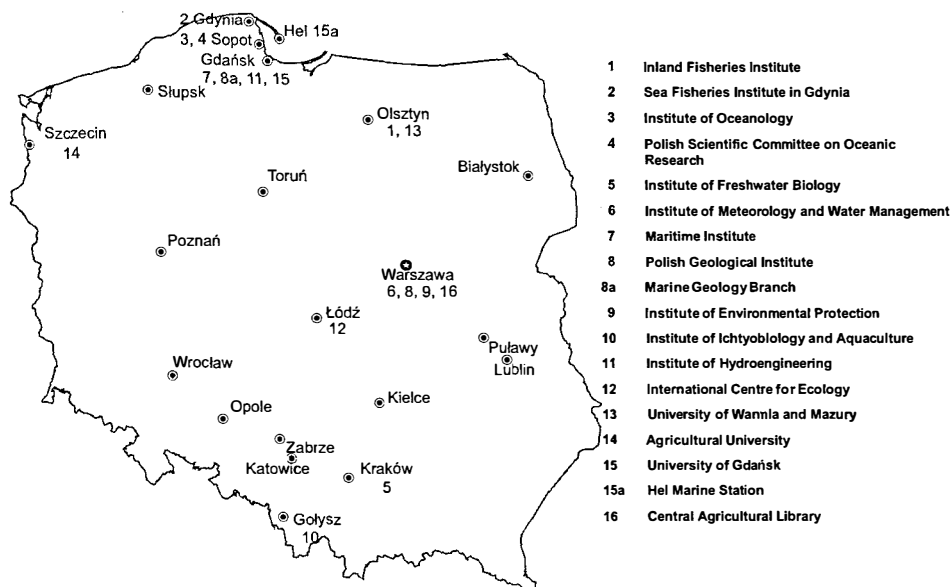 2 Gdynia
Hel 15a
3, 4 Sopot
Gdańsk
7, 8a, 11, 15
Słupsk
Olsztyn
1, 13
Szczecin
14
Białystok
Toruń
Poznań
Warszawa
6, 8, 9, 16
Łódź
12
Puławy
Lublin
Wrocław
Kielce
Opole
Zabrze
Katowice
Kraków
5
Gołysz
10
1 Inland Fisheries Institute
2 Sea Fisheries Institute in Gdynia
3 Institute of Oceanology
4 Polish Scientific Committee on Oceanic
Research
5 Institute of Freshwater Biology
6 Institute of Meteorology and Water Management
7 Maritime Institute
8 Polish Geological Institute
8a Marine Geology Branch
9 Institute of Environmental Protection
10 Institute of Ichtyobiology and Aquaculture
11 Institute of Hydroengineering
12 International Centre for Ecology
13 University of Wamla and Mazury
14 Agricultural University
15 University of Gdańsk
15a Hel Marine Station
16 Central Agricultural Library